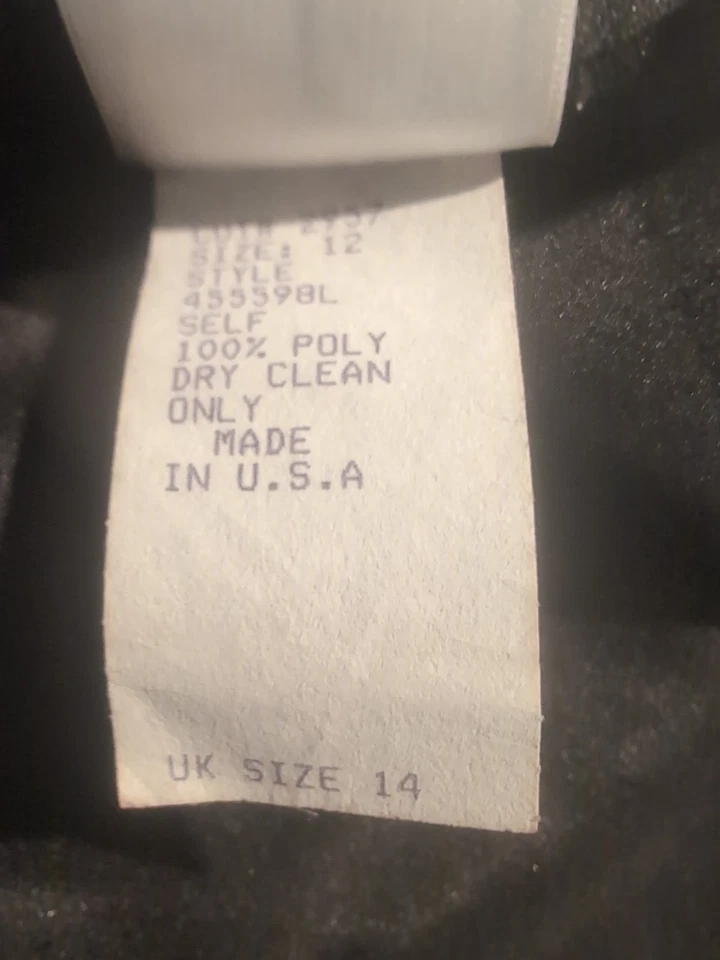 SIZE: 12
STYLE
455598L
SELF
100% POLY
DRY CLEAN
ONLY
MADE
IN U.S.A
UK SIZE 14